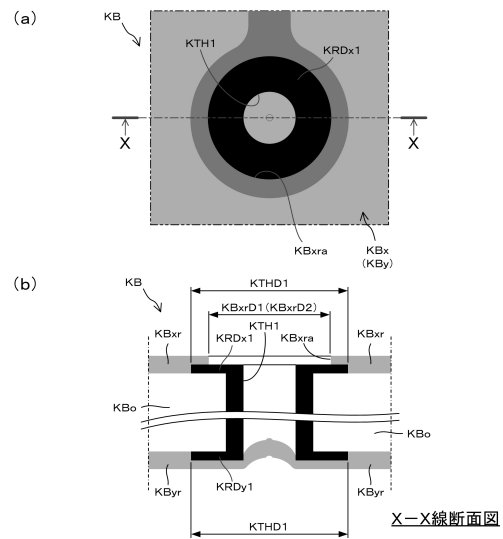 (a)
KB
KTH1
KRDx1
X
X
KBxra
KBx
(KBy)
(b)
KB
KTHD1
KBxrD1(KBxrD2)
KTH1
KBxr
KRDx1
KBxra
KBxr
KBo
KBo
KByr
KRDy1
KByr
KTHD1
X－X線断面図